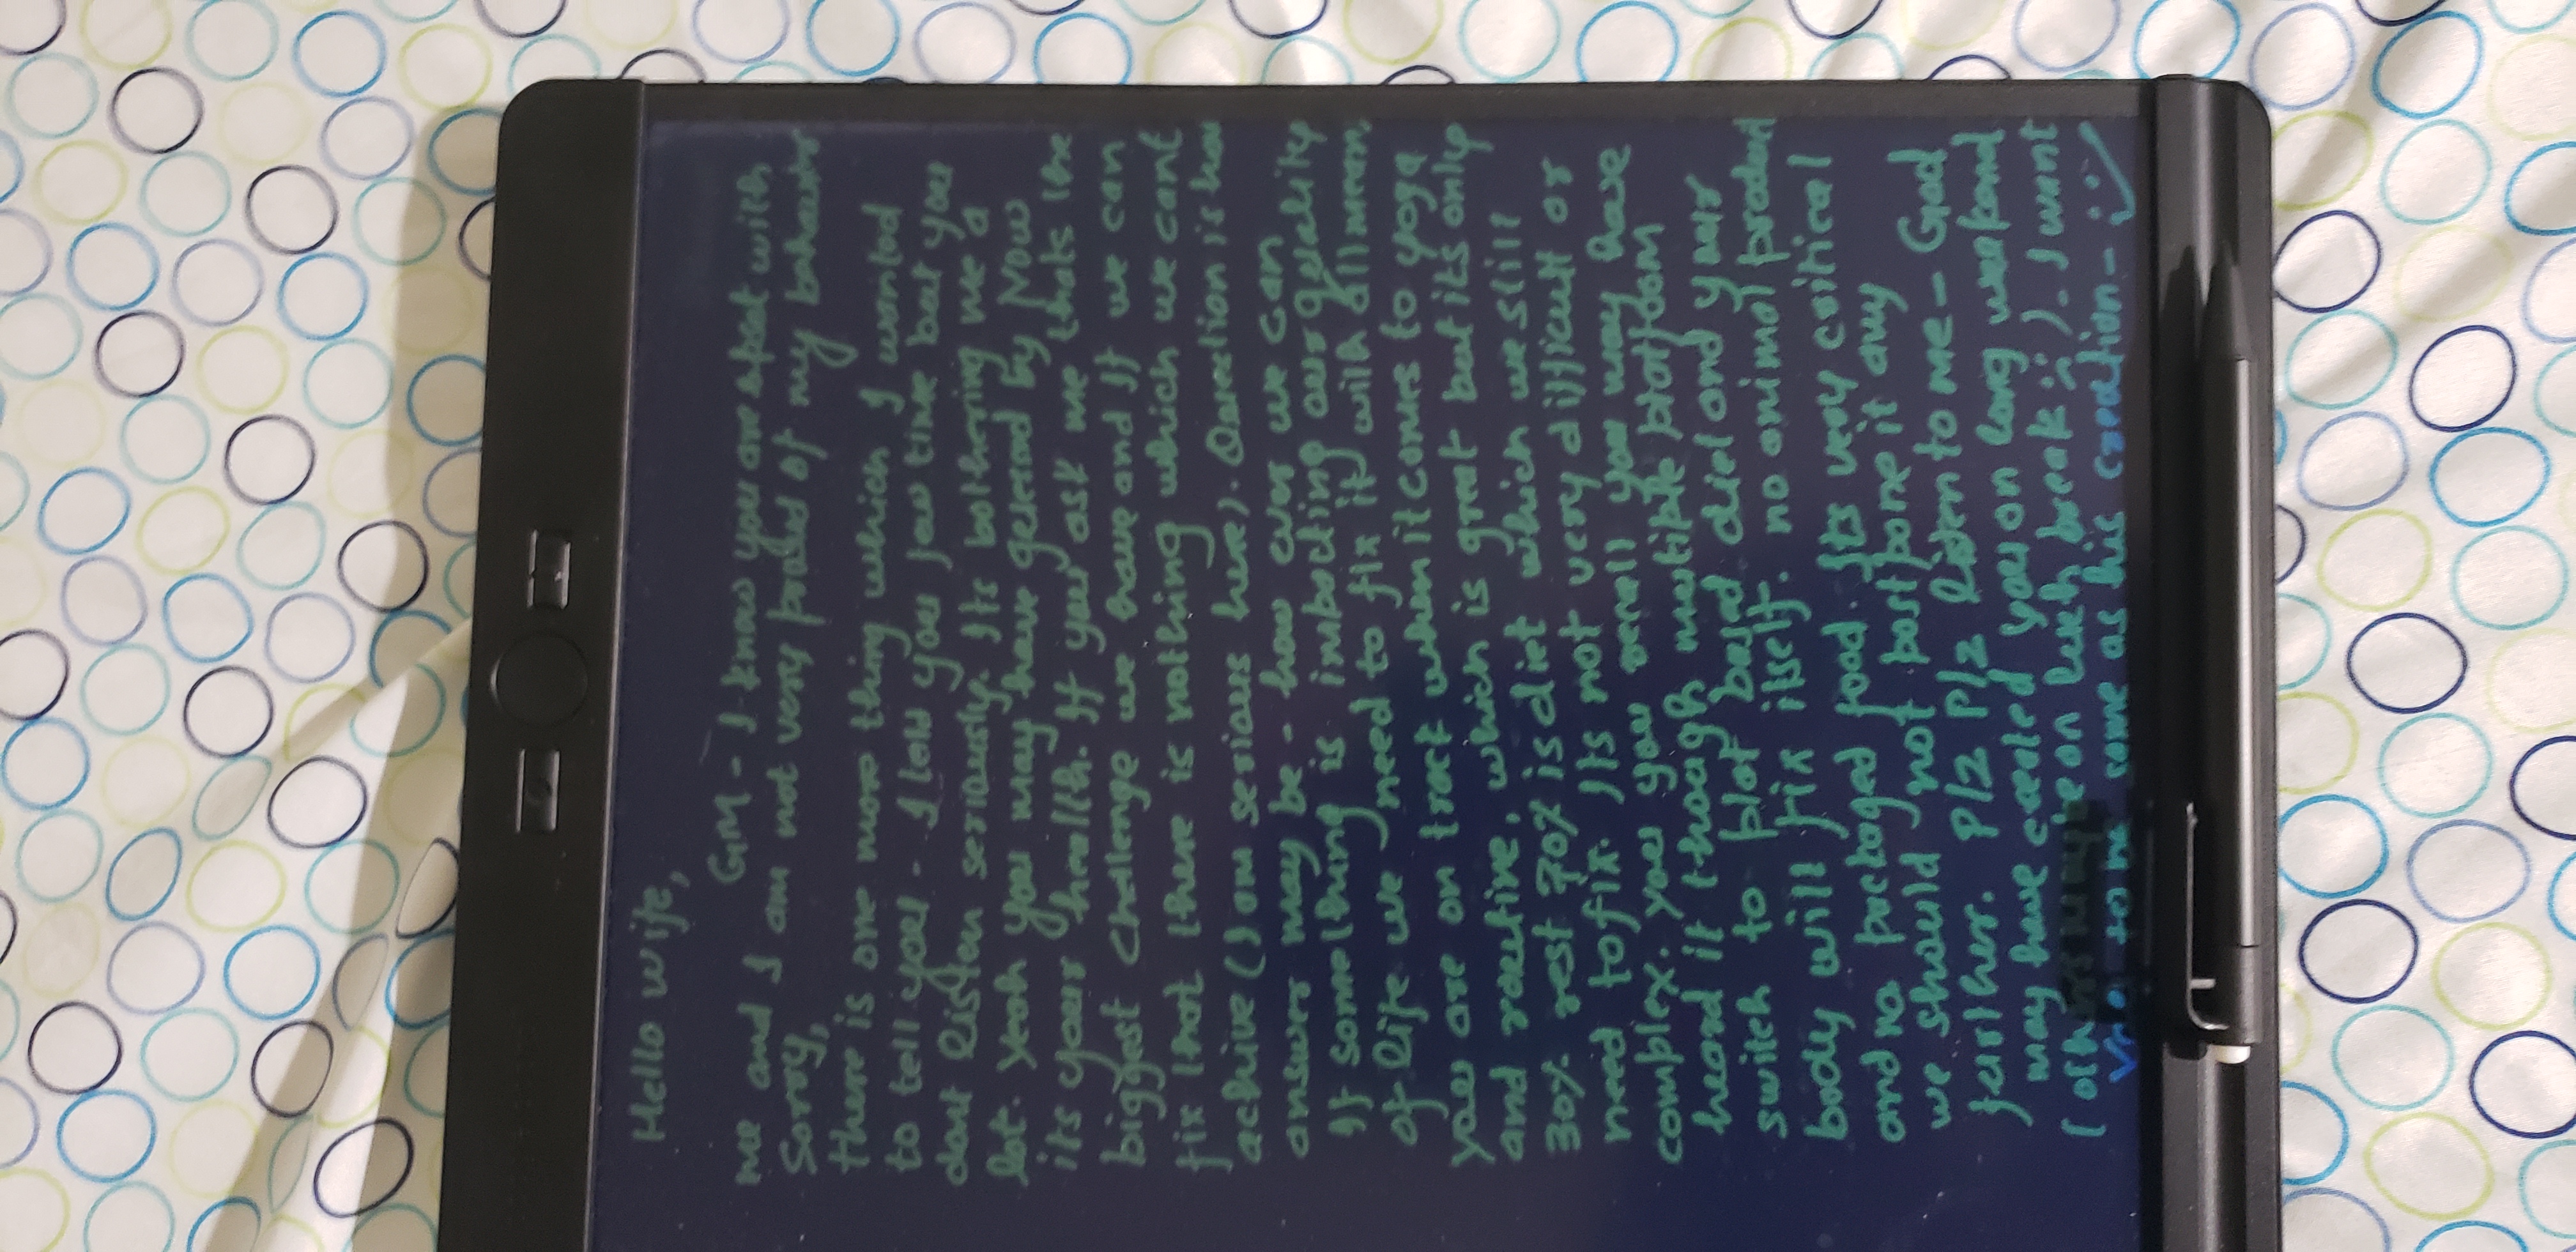 Hello wife,
GM - I know you are upset with
me and I am not very proud of my behavior
Sorry,
there is one more thing which I wanted
to tell you - I told you few time but you
dont listen seriously. Its bothering me a
lot. Yeah you may have by Now
its your health. If you ask me thats the
biggest challenge we have and If we can
fix that there is nothing which we cant
achive (I am serious here). Question is how
answer may be - how ever we can
If something is impacting our quality
of life we need to fix it with all mean.
you are on track when it comes to yoga
and routine, which is great but its only
30% rest 70% is diet which we still
need to fix. Its not very difficult or
complex. you recall you may have
heard it though multiple platform
switch to plat based diet and your
body will fix itself. no animal product
and no packaged food. Its very critical
we should not postpone it any
further. Plz Plz listen to me - God
may have created you on long weekend
( be on break :) ). I want
to be same as his creation - :)